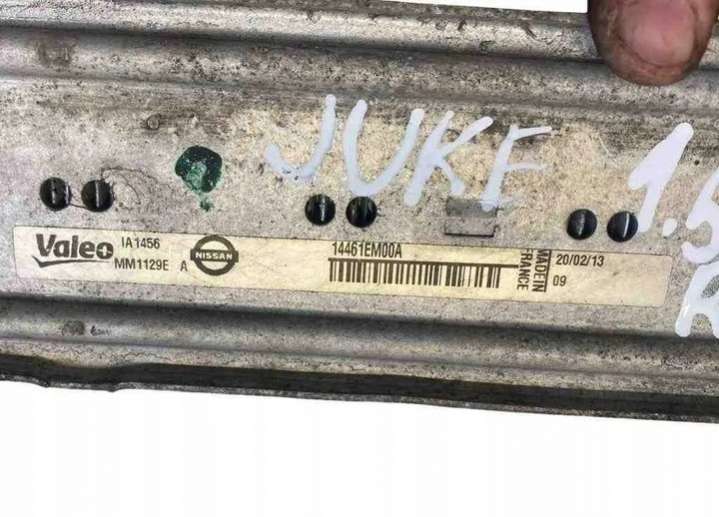 JUKE
1.5
Valeo
IA1456
MM1129E A
NISSAN
14461EM00A
MADE IN
FRANCE
20/02/13
09